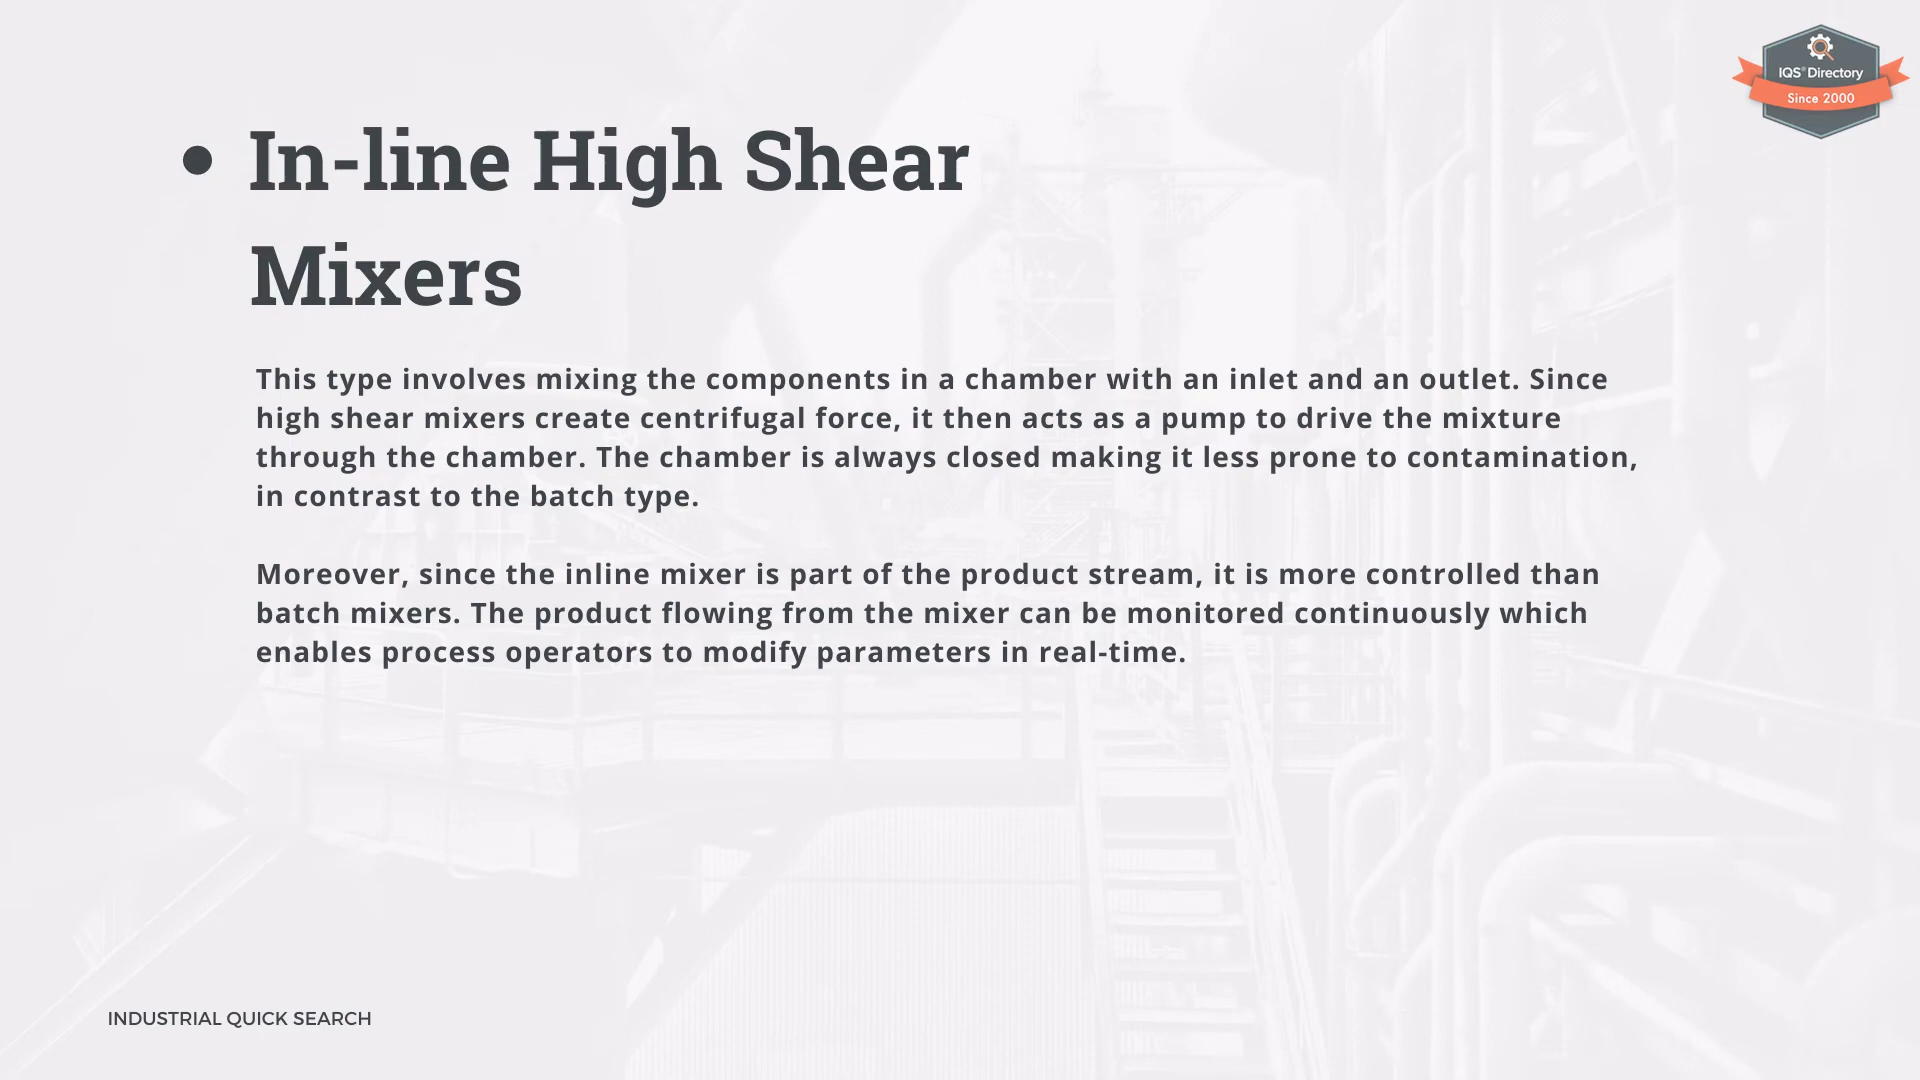 IQS® Directory
Since 2000
• In-line High Shear
Mixers
This type involves mixing the components in a chamber with an inlet and an outlet. Since
high shear mixers create centrifugal force, it then acts as a pump to drive the mixture
through the chamber. The chamber is always closed making it less prone to contamination,
in contrast to the batch type.
Moreover, since the inline mixer is part of the product stream, it is more controlled than
batch mixers. The product flowing from the mixer can be monitored continuously which
enables process operators to modify parameters in real-time.
INDUSTRIAL QUICK SEARCH